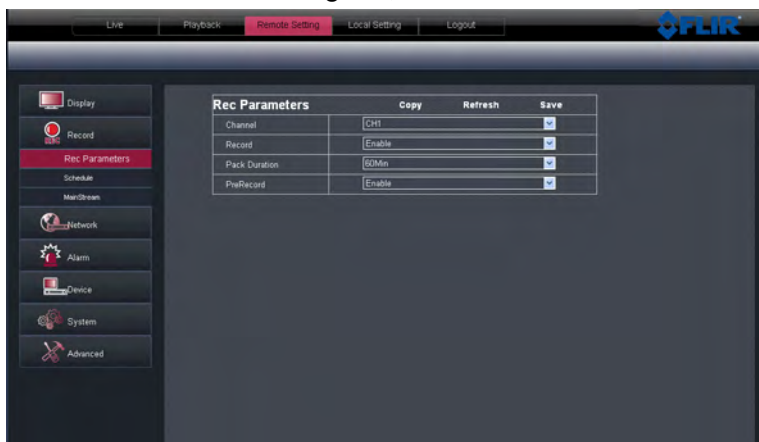 Live Playback Remote Setting Local Setting Logout FLIR
Display
Record
Rec Parameters
Schedule
MainStream
Network
Alarm
Device
System
Advanced
Rec Parameters Copy Refresh Save
Channel CH1
Record Enable
Pack Duration 60Min
PreRecord Enable